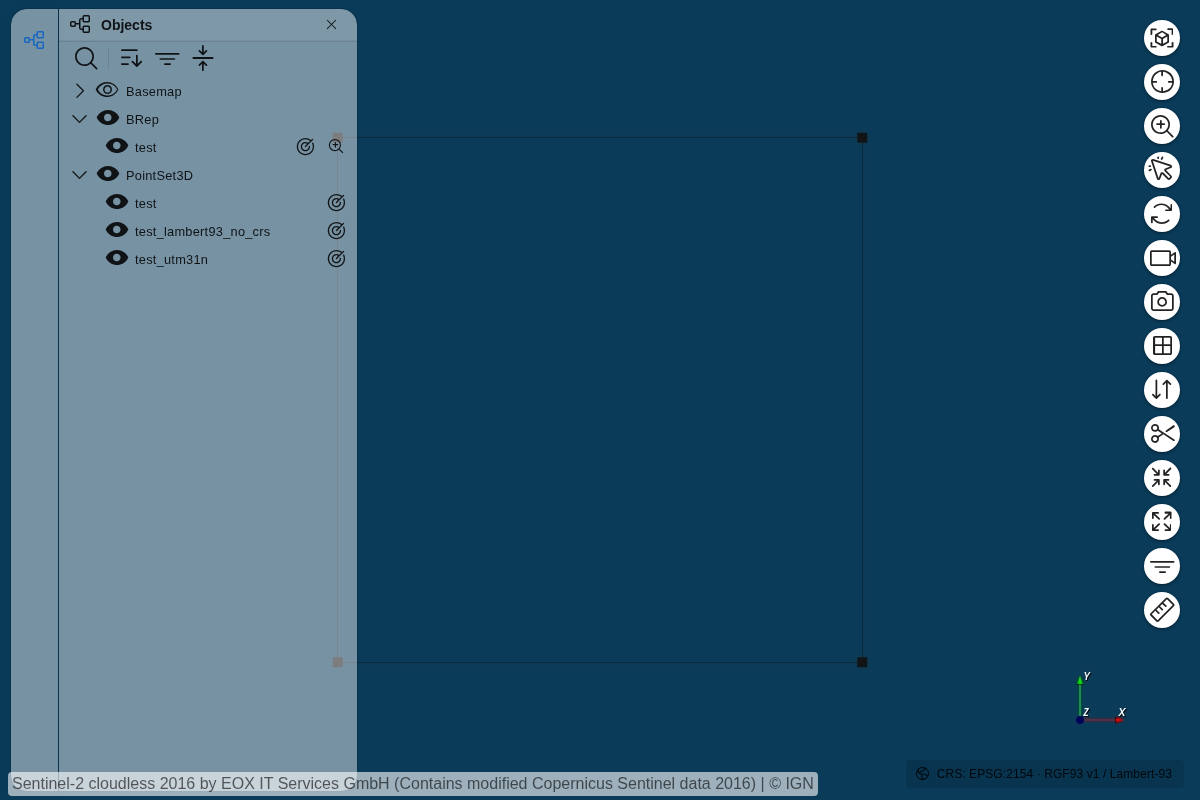 Objects
Basemap
BRep
test
PointSet3D
test
test_lambert93_no_crs
test_utm31n
Y
Z
X
CRS: EPSG:2154 · RGF93 v1 / Lambert-93
Sentinel-2 cloudless 2016 by EOX IT Services GmbH (Contains modified Copernicus Sentinel data 2016) | © IGN